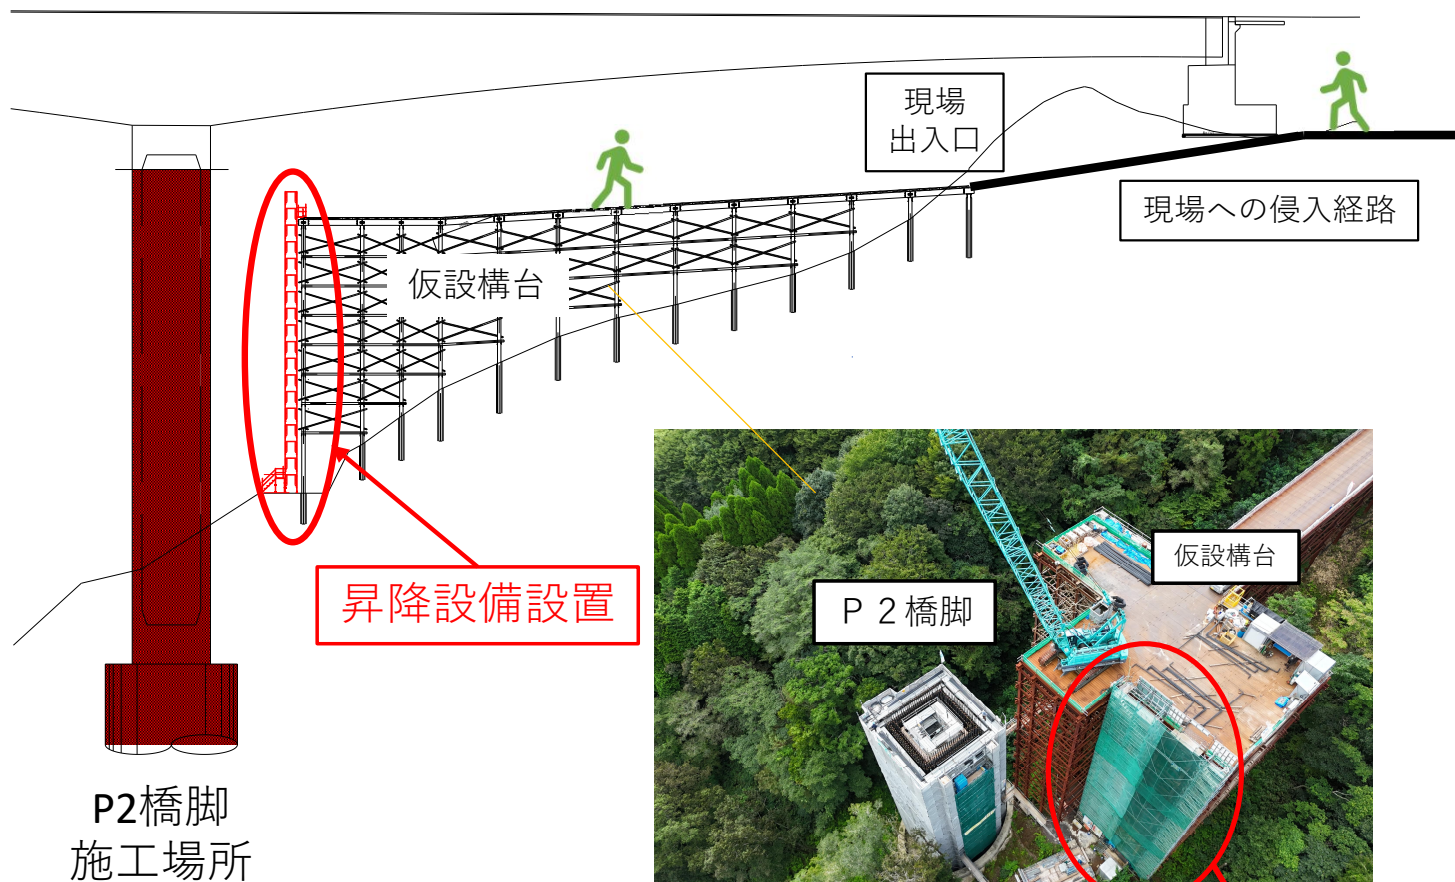 現場
出入口
現場への侵入経路
仮設構台
昇降設備設置
仮設構台
Ｐ２橋脚
P2橋脚
施工場所